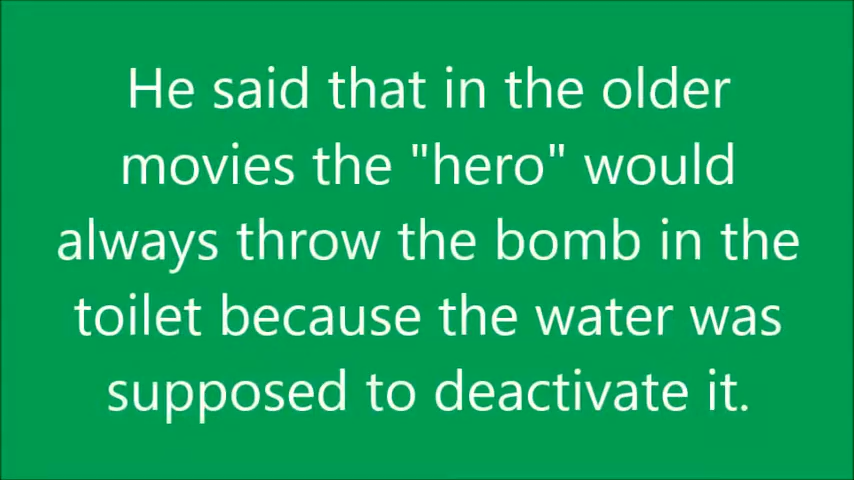 He said that in the older
movies the "hero" would
always throw the bomb in the
toilet because the water was
supposed to deactivate it.